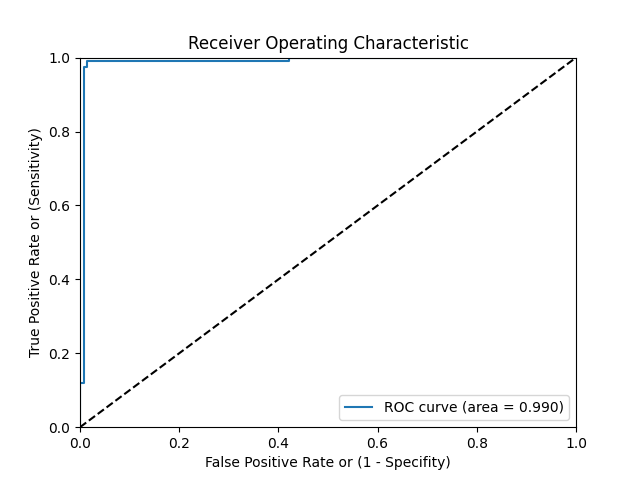 Receiver Operating Characteristic
1.0
0.8
0.6
0.4
0.2
0.0
True Positive Rate or (Sensitivity)
ROC curve (area = 0.990)
0.0 0.2 0.4 0.6 0.8 1.0
False Positive Rate or (1 - Specifity)